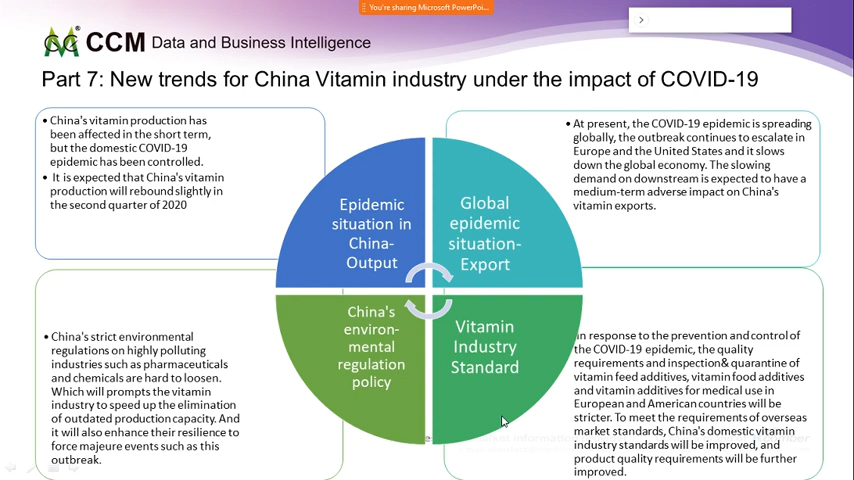 You're sharing Microsoft PowerPoi...
CCM Data and Business Intelligence
Part 7: New trends for China Vitamin industry under the impact of COVID-19
• China's vitamin production has
been affected in the short term,
but the domestic COVID-19
epidemic has been controlled.
• It is expected that China's vitamin
production will rebound slightly in
the second quarter of 2020
Epidemic
situation in
China-
Output
Global
epidemic
situation-
Export
• At present, the COVID-19 epidemic is spreading
globally, the outbreak continues to escalate in
Europe and the United States and it slows
down the global economy. The slowing
demand on downstream is expected to have a
medium-term adverse impact on China's
vitamin exports.
• China's strict environmental
regulations on highly polluting
industries such as pharmaceuticals
and chemicals are hard to loosen.
Which will prompts the vitamin
industry to speed up the elimination
of outdated production capacity. And
it will also enhance their resilience to
force majeure events such as this
outbreak.
China's
environ-
mental
regulation
policy
Vitamin
Industry
Standard
In response to the prevention and control of
the COVID-19 epidemic, the quality
requirements and inspection& quarantine of
vitamin feed additives, vitamin food additives
and vitamin additives for medical use in
European and American countries will be
stricter. To meet the requirements of overseas
market standards, China's domestic vitamin
industry standards will be improved, and
product quality requirements will be further
improved.